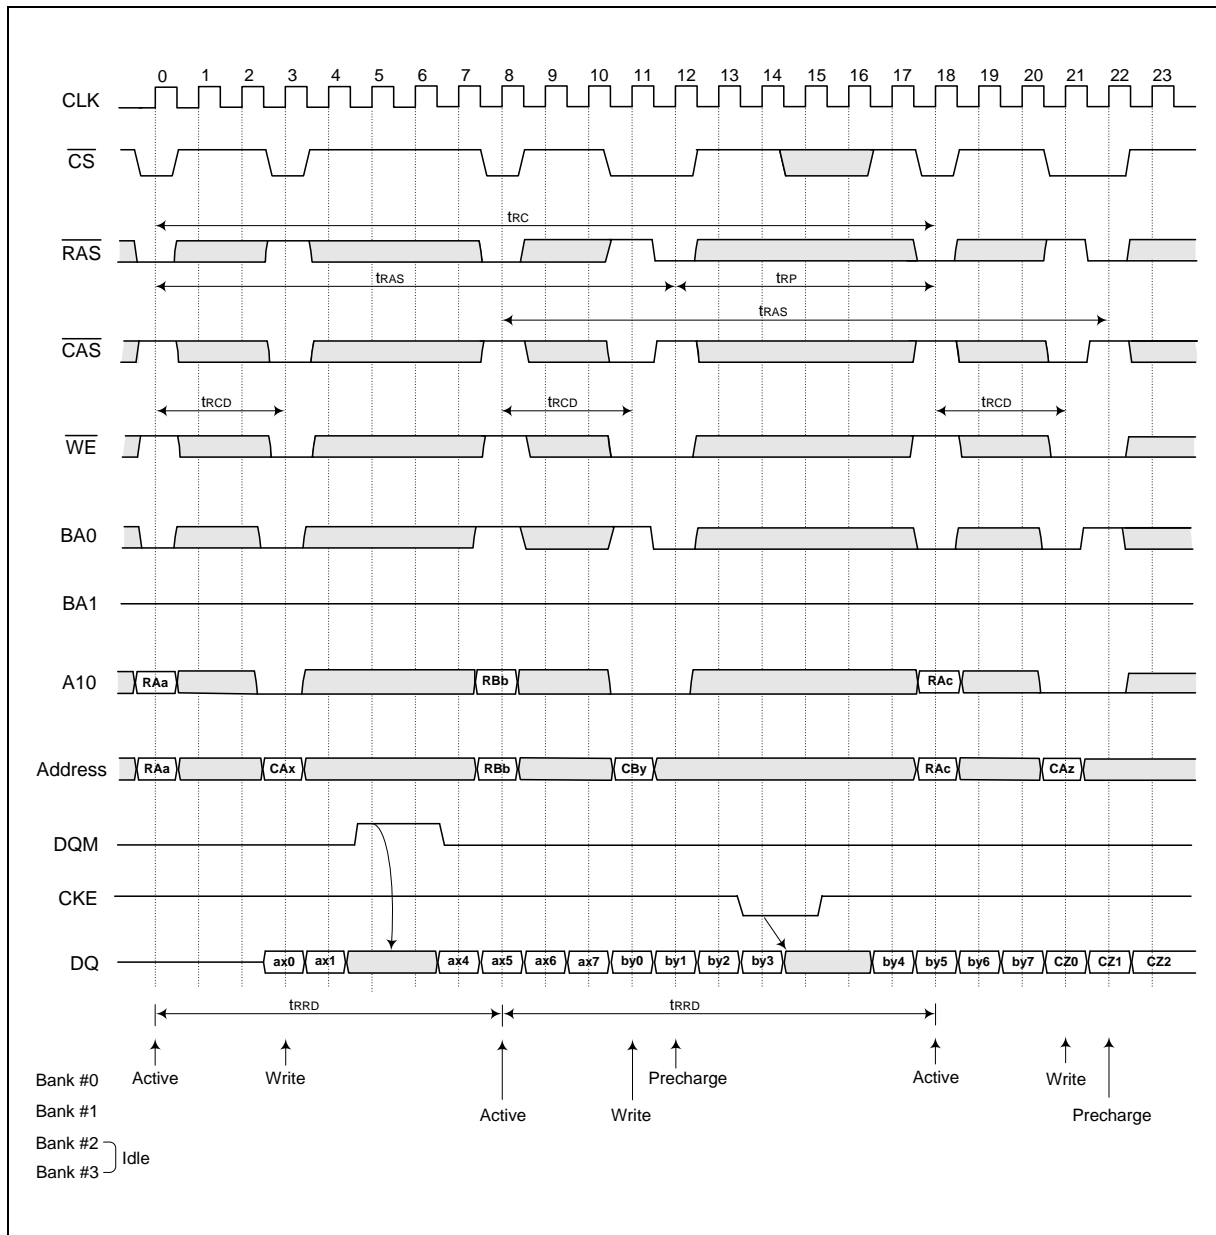 0 1 2 3 4 5 6 7 8 9 10 11 12 13 14 15 16 17 18 19 20 21 22 23
CLK
CS
tRC
RAS
tRAS tRP
tRAS
CAS
tRCD tRCD tRCD
WE
BA0
BA1
A10 RAa RBb RAc
Address RAa CAx RBb CBy RAc CAz
DQM
CKE
DQ ax0 ax1 ax4 ax5 ax6 ax7 by0 by1 by2 by3 by4 by5 by6 by7 CZ0 CZ1 CZ2
tRRD tRRD
Bank #0 Active Write Precharge Active Write
Bank #1 Active Write Precharge
Bank #2
Idle
Bank #3